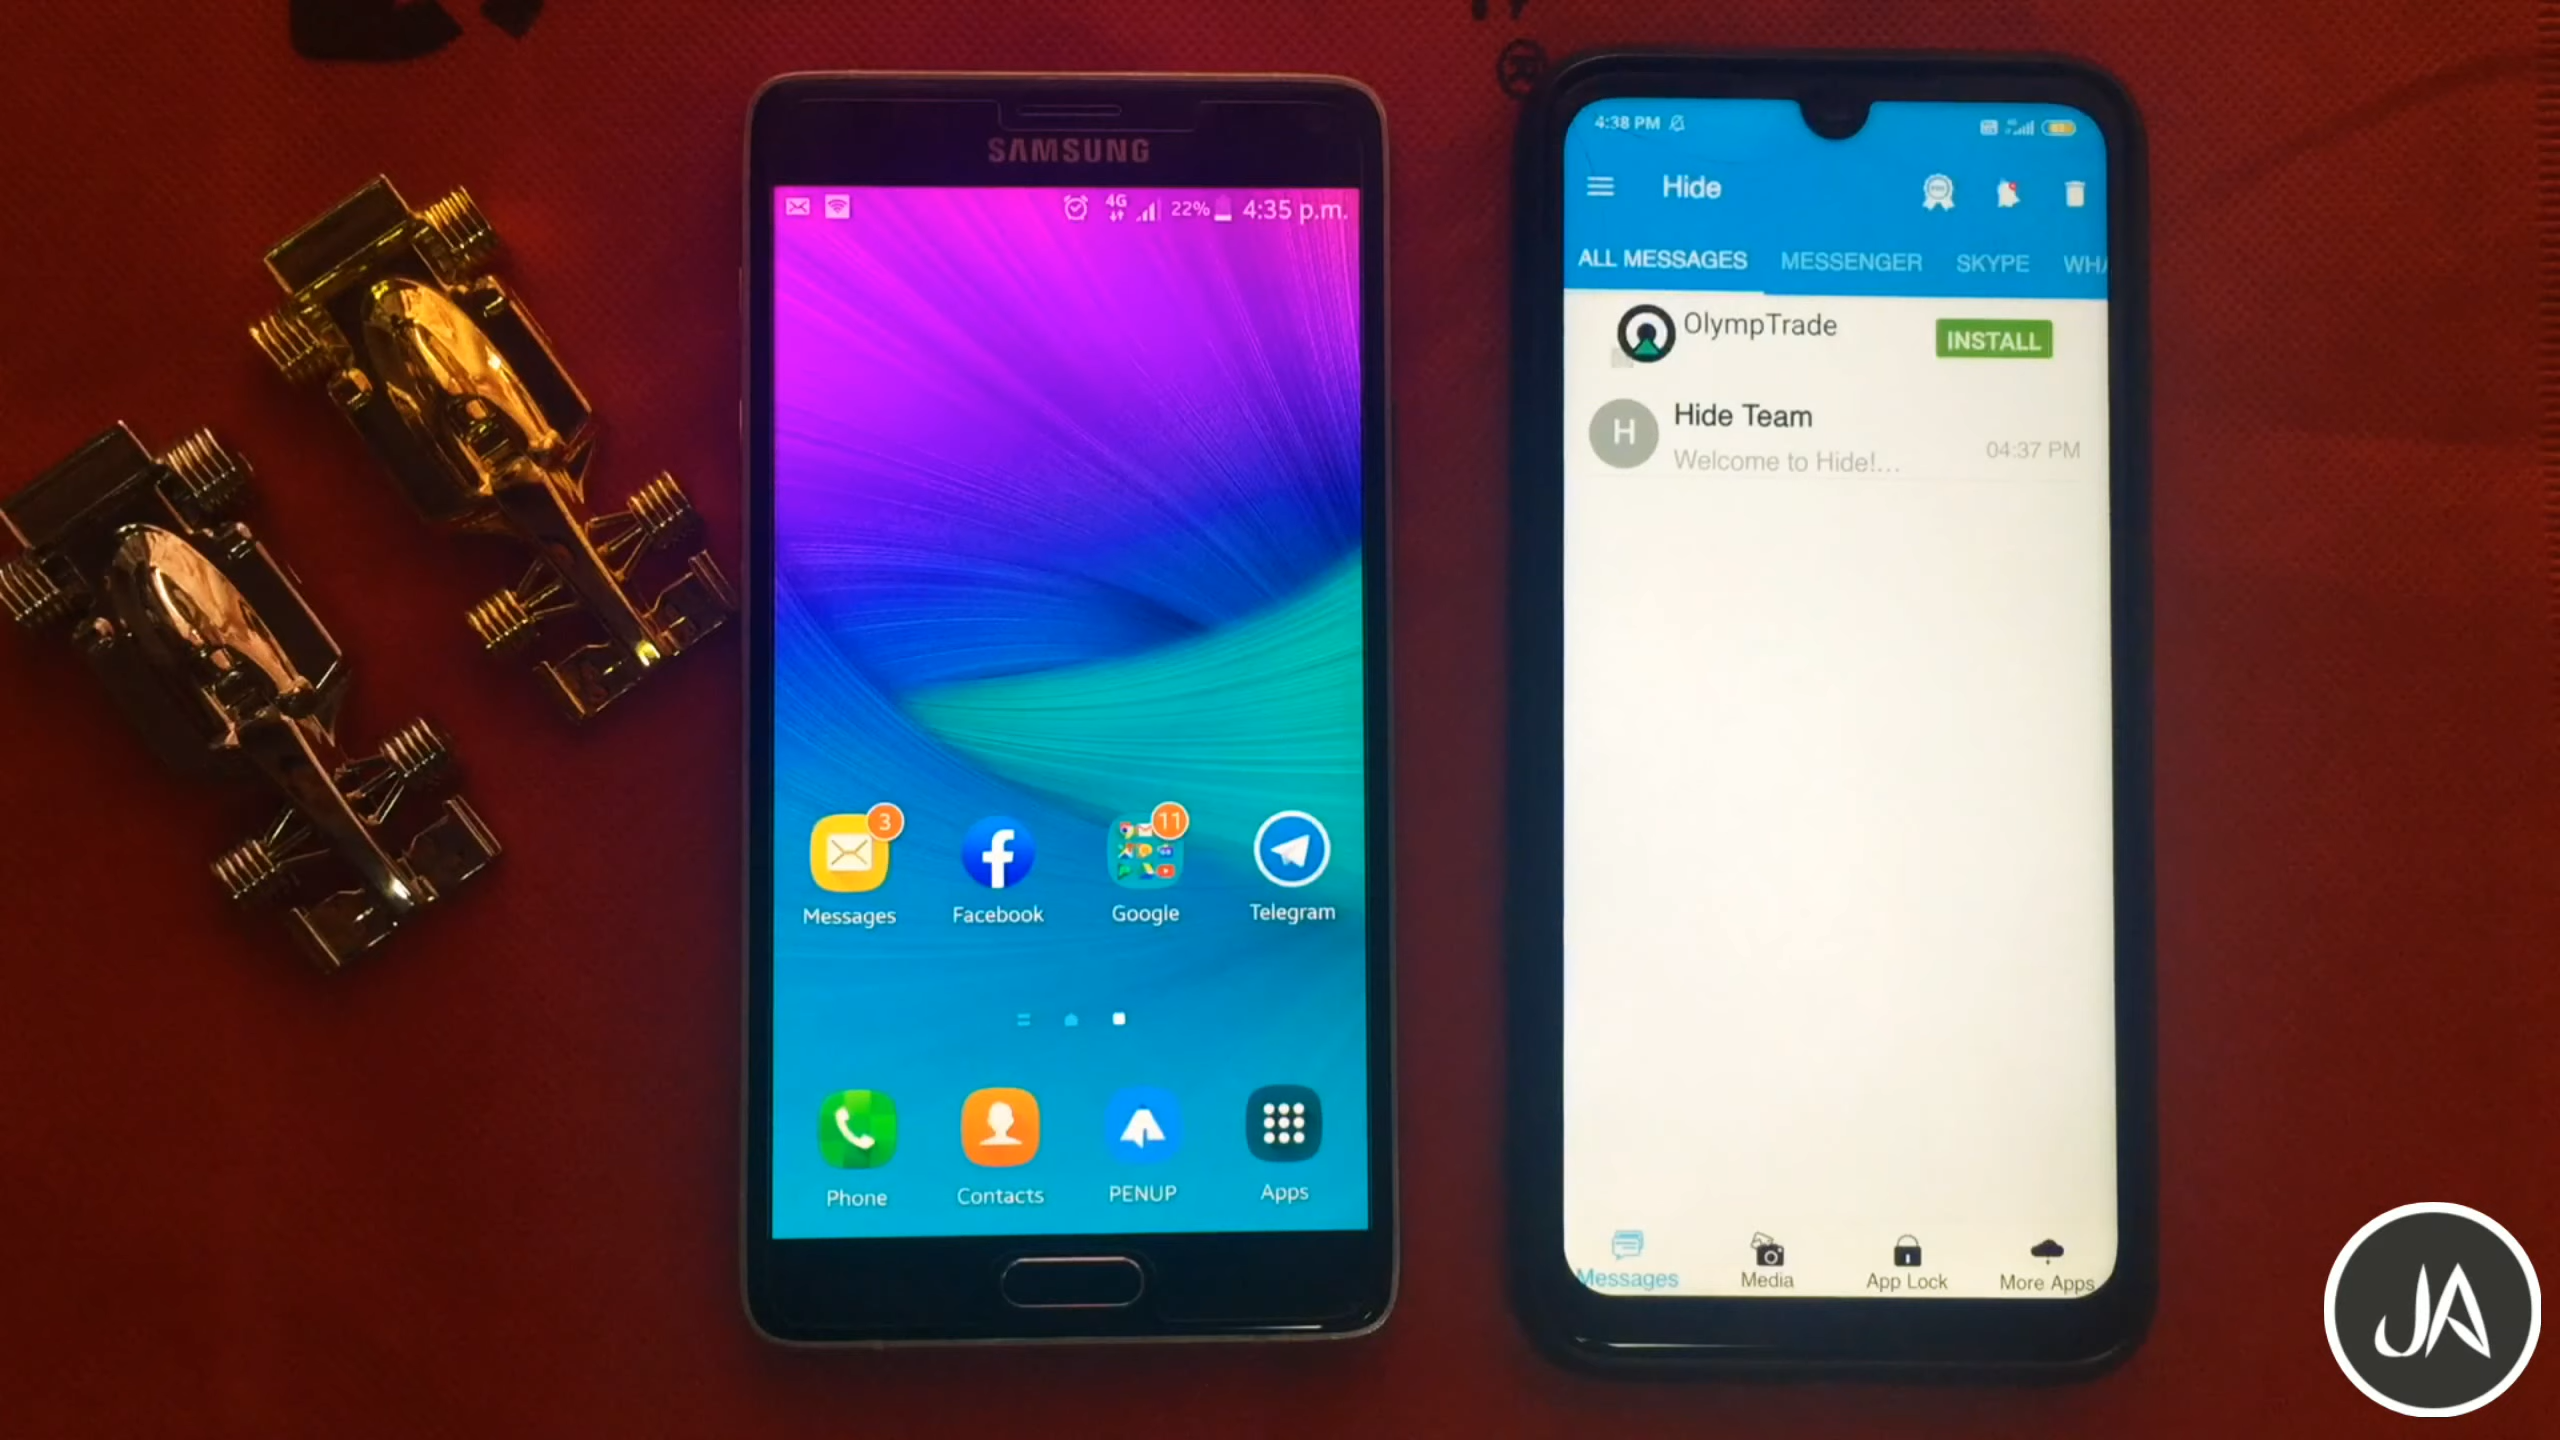 ®
SAMSUNG
4G
22%
4:35 p.m.
3
11
Messages
Facebook
Google
Telegram
Phone
Contacts
PENUP
Apps
4:38 PM
Hide
ALL MESSAGES
MESSENGER
SKYPE
WHA
OlympTrade
INSTALL
H
Hide Team
Welcome to Hide!...
04:37 PM
Messages
Media
App Lock
More Apps
JA